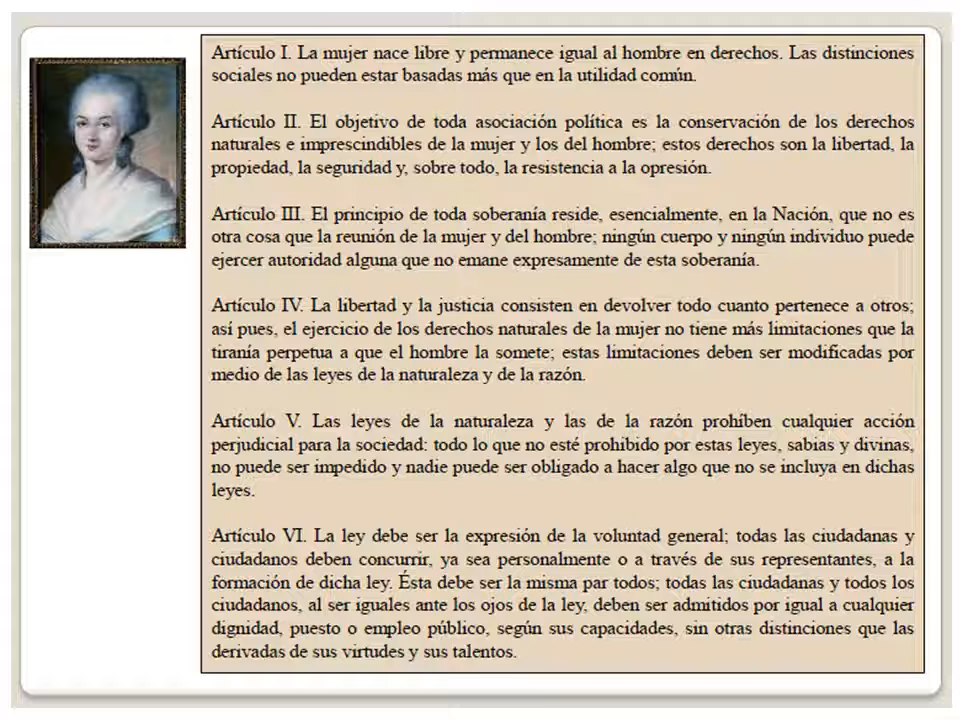 Artículo I. La mujer nace libre y permanece igual al hombre en derechos. Las distinciones
sociales no pueden estar basadas más que en la utilidad común.
Artículo II. El objetivo de toda asociación política es la conservación de los derechos
naturales e imprescindibles de la mujer y los del hombre; estos derechos son la libertad, la
propiedad, la seguridad y, sobre todo, la resistencia a la opresión.
Artículo III. El principio de toda soberanía reside, esencialmente, en la Nación, que no es
otra cosa que la reunión de la mujer y del hombre; ningún cuerpo y ningún individuo puede
ejercer autoridad alguna que no emane expresamente de esta soberanía.
Artículo IV. La libertad y la justicia consisten en devolver todo cuanto pertenece a otros;
así pues, el ejercicio de los derechos naturales de la mujer no tiene más limitaciones que la
tiranía perpetua a que el hombre la somete; estas limitaciones deben ser modificadas por
medio de las leyes de la naturaleza y de la razón.
Artículo V. Las leyes de la naturaleza y las de la razón prohíben cualquier acción
perjudicial para la sociedad: todo lo que no esté prohibido por estas leyes, sabias y divinas,
no puede ser impedido y nadie puede ser obligado a hacer algo que no se incluya en dichas
leyes.
Artículo VI. La ley debe ser la expresión de la voluntad general; todas las ciudadanas y
ciudadanos deben concurrir, ya sea personalmente o a través de sus representantes, a la
formación de dicha ley. Ésta debe ser la misma par todos; todas las ciudadanas y todos los
ciudadanos, al ser iguales ante los ojos de la ley, deben ser admitidos por igual a cualquier
dignidad, puesto o empleo público, según sus capacidades, sin otras distinciones que las
derivadas de sus virtudes y sus talentos.